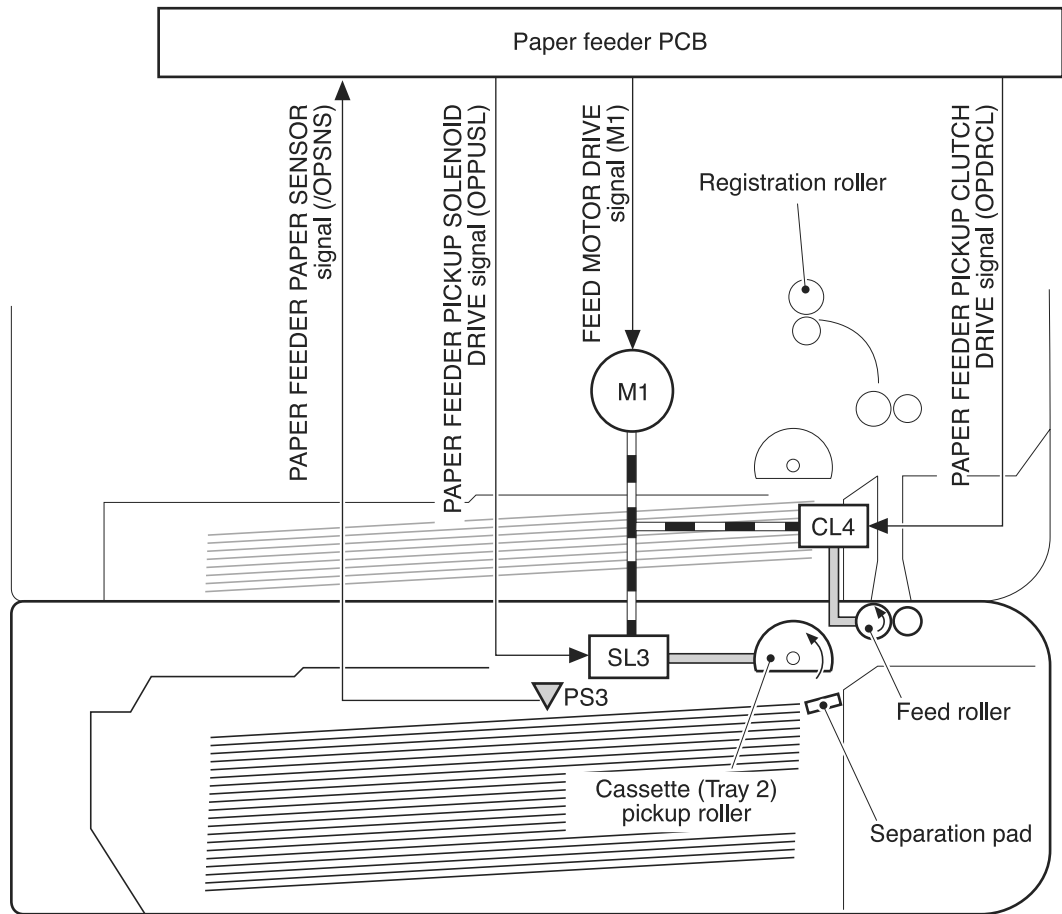 Paper feeder PCB
PAPER FEEDER PAPER SENSOR
signal (/OPSNS)
PAPER FEEDER PICKUP SOLENOID
DRIVE signal (OPPUSL)
FEED MOTOR DRIVE
signal (M1)
PAPER FEEDER PICKUP CLUTCH
DRIVE signal (OPDRCL)
Registration roller
M1
CL4
SL3
PS3
Feed roller
Cassette (Tray 2)
pickup roller
Separation pad